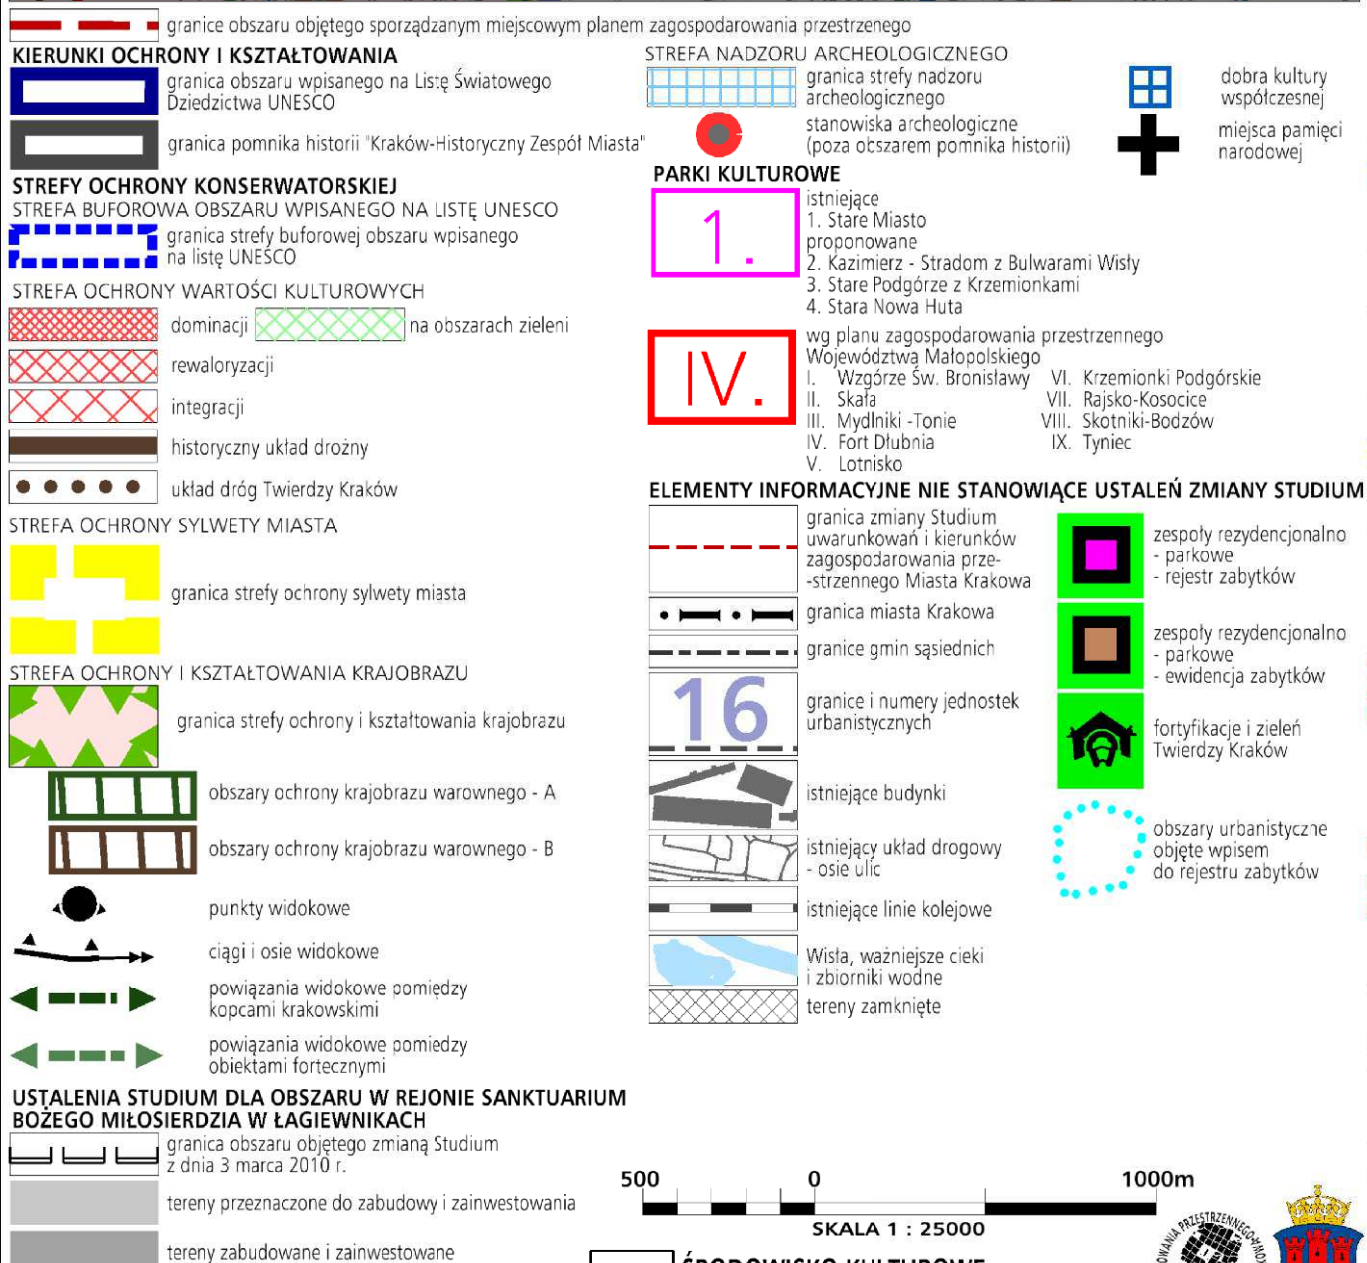 granice obszaru objętego sporządzanym miejscowym planem zagospodarowania przestrzenego
KIERUNKI OCHRONY I KSZTAŁTOWANIA
granica obszaru wpisanego na Listę Światowego
Dziedzictwa UNESCO
granica pomnika historii "Kraków-Historyczny Zespół Miasta"
STREFY OCHRONY KONSERWATORSKIEJ
STREFA BUFOROWA OBSZARU WPISANEGO NA LISTĘ UNESCO
granica strefy buforowej obszaru wpisanego
na listę UNESCO
STREFA OCHRONY WARTOŚCI KULTUROWYCH
dominacji
na obszarach zieleni
rewaloryzacji
integracji
historyczny układ drożny
układ dróg Twierdzy Kraków
STREFA OCHRONY SYLWETY MIASTA
granica strefy ochrony sylwety miasta
STREFA OCHRONY I KSZTAŁTOWANIA KRAJOBRAZU
granica strefy ochrony i kształtowania krajobrazu
obszary ochrony krajobrazu warownego - A
obszary ochrony krajobrazu warownego - B
punkty widokowe
ciągi i osie widokowe
powiązania widokowe pomiędzy
kopcami krakowskimi
powiązania widokowe pomiedzy
obiektami fortecznymi
USTALENIA STUDIUM DLA OBSZARU W REJONIE SANKTUARIUM
BOŻEGO MIŁOSIERDZIA W ŁAGIEWNIKACH
granica obszaru objętego zmianą Studium
z dnia 3 marca 2010 r.
tereny przeznaczone do zabudowy i zainwestowania
tereny zabudowane i zainwestowane
STREFA NADZORU ARCHEOLOGICZNEGO
granica strefy nadzoru
archeologicznego
stanowiska archeologiczne
(poza obszarem pomnika historii)
dobra kultury
współczesnej
miejsca pamięci
narodowej
PARKI KULTUROWE
1.
istniejące
1. Stare Miasto
proponowane
2. Kazimierz - Stradom z Bulwarami Wisły
3. Stare Podgórze z Krzemionkami
4. Stara Nowa Huta
IV.
wg planu zagospodarowania przestrzennego
Województwa Małopolskiego
I. Wzgórze Św. Bronisławy VI. Krzemionki Podgórskie
II. Skała VII. Rajsko-Kosocice
III. Mydlniki -Tonie VIII. Skotniki-Bodzów
IV. Fort Dłubnia IX. Tyniec
V. Lotnisko
ELEMENTY INFORMACYJNE NIE STANOWIĄCE USTALEŃ ZMIANY STUDIUM
granica zmiany Studium
uwarunkowań i kierunków
zagospodarowania prze-
-strzennego Miasta Krakowa
granica miasta Krakowa
granice gmin sąsiednich
16
granice i numery jednostek
urbanistycznych
istniejące budynki
istniejący układ drogowy
- osie ulic
istniejące linie kolejowe
Wisła, ważniejsze cieki
i zbiorniki wodne
tereny zamknięte
zespoły rezydencjonalno
- parkowe
- rejestr zabytków
zespoły rezydencjonalno
- parkowe
- ewidencja zabytków
fortyfikacje i zieleń
Twierdzy Kraków
obszary urbanistyczne
objęte wpisem
do rejestru zabytków
500 0 1000m
SKALA 1 : 25000
ŚRODOWISKO KULTUROWE